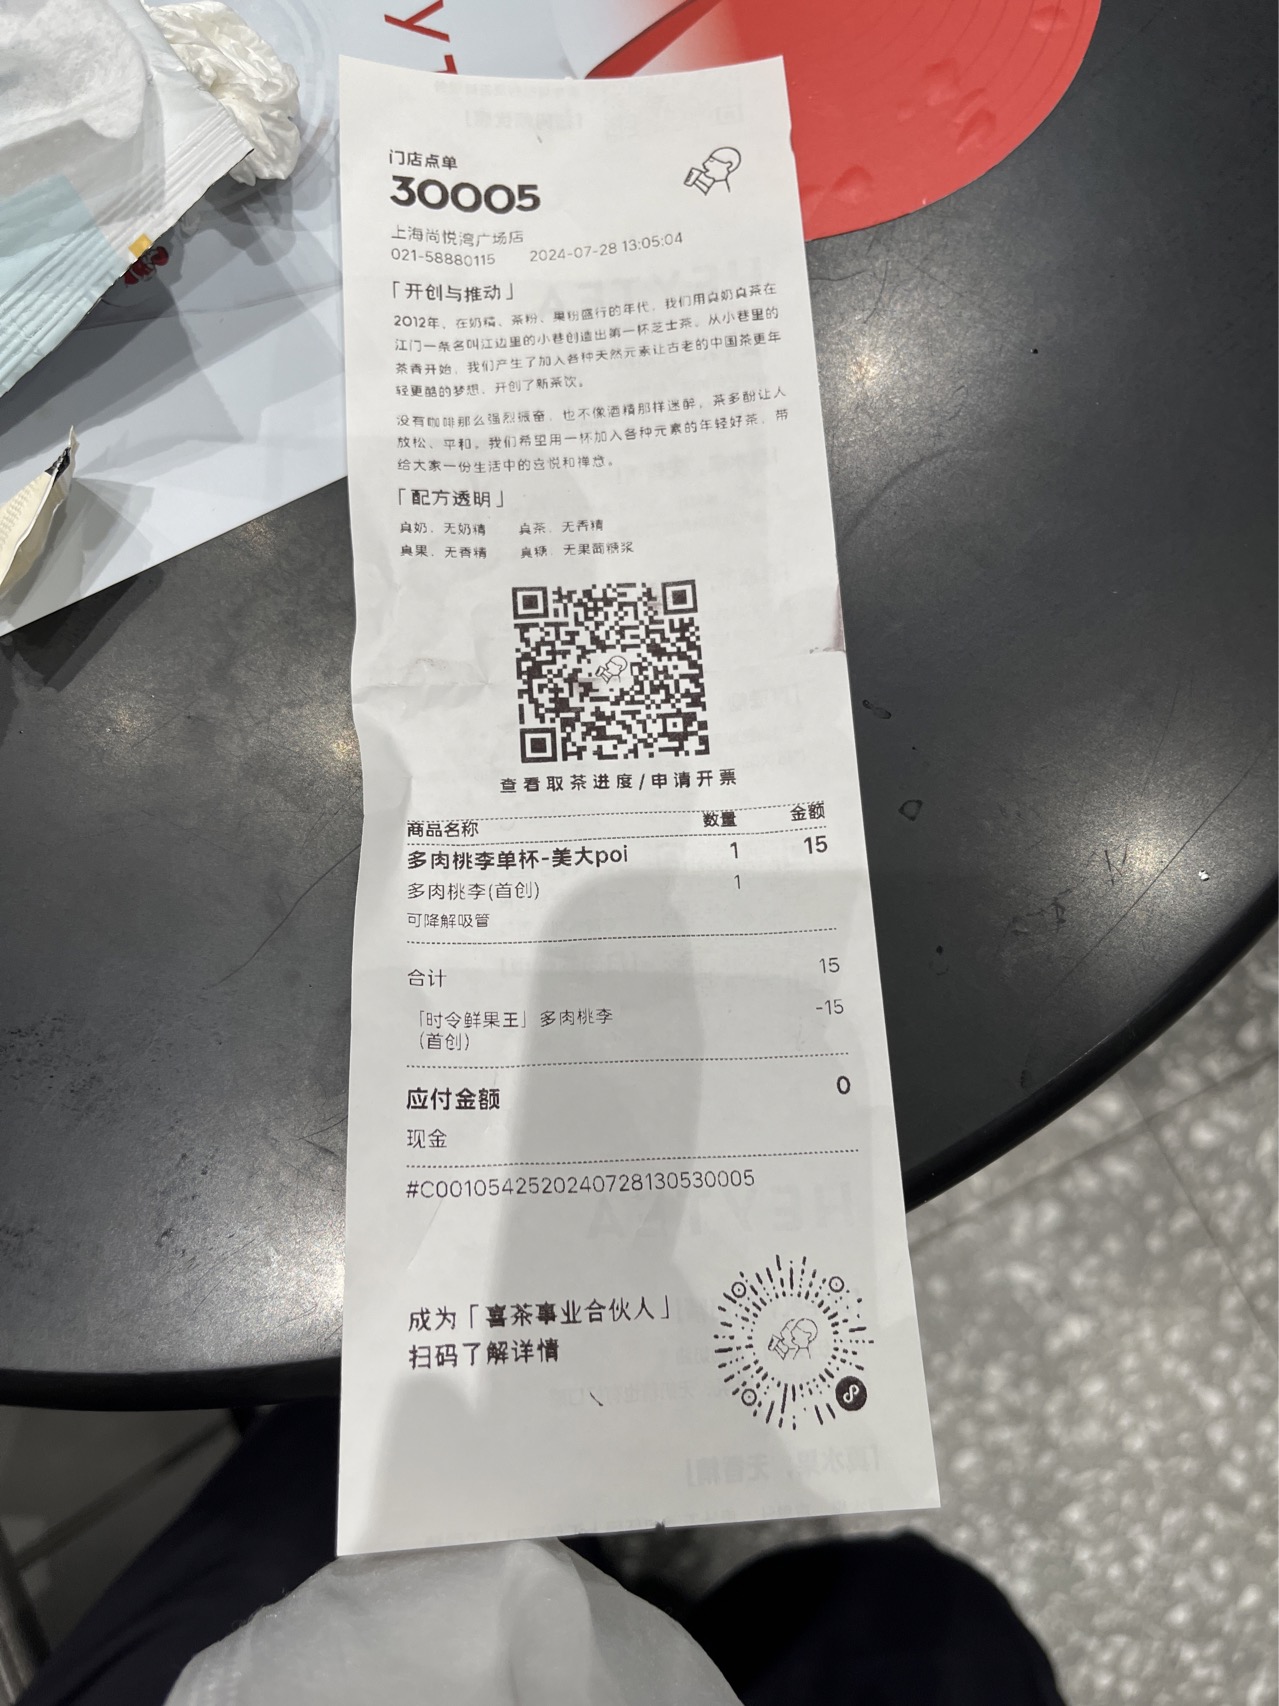 门店点单
30005
上海尚悦湾广场店
021-58880115 2024-07-28 13:05:04
「开创与推动」
2012年，在奶精、茶粉、果粉盛行的年代，我们用真奶真茶在
江门一条名叫江边里的小巷创造出第一杯芝士茶。从小巷里的
茶香开始，我们产生了加入各种天然元素让古老的中国茶更年
轻更酷的梦想，开创了新茶饮。
没有咖啡那么强烈振奋，也不像酒精那样迷醉，茶多酚让人
放松、平和。我们希望用一杯加入各种元素的年轻好茶，带
给大家一份生活中的喜悦和禅意。
「配方透明」
真奶，无奶精 真茶，无香精
真果，无香精 真糖，无果葡糖浆
查看取茶进度/申请开票
商品名称 数量 金额
多肉桃李单杯-美大poi 1 15
多肉桃李(首创) 1
可降解吸管
合计 15
「时令鲜果王」多肉桃李 -15
(首创)
应付金额 0
现金
#C0010542520240728130530005
成为「喜茶事业合伙人」
扫码了解详情